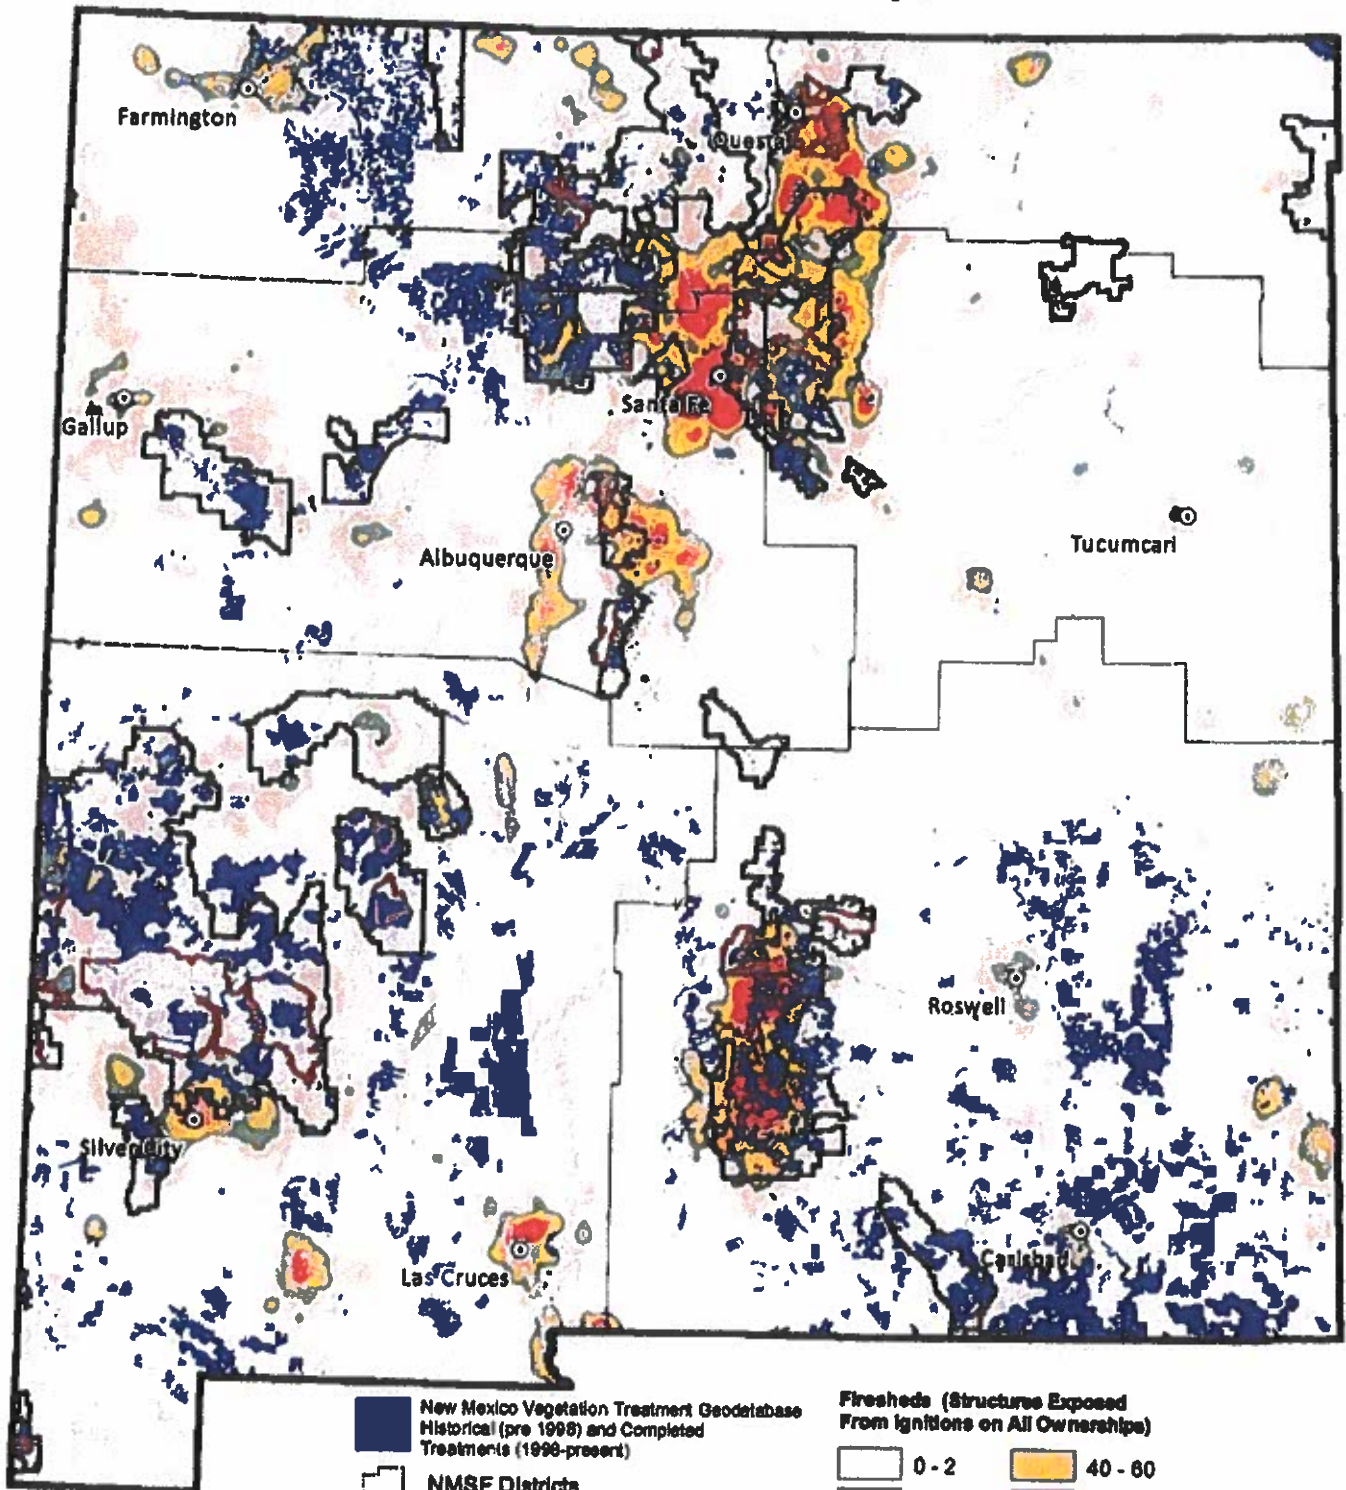 Farmington
Questa
Gallup
Santa Fe
Albuquerque
Tucumcari
Roswell
Silver City
Las Cruces
Carlsbad
New Mexico Vegetation Treatment Geodatabase
Historical (pre 1998) and Completed
Treatments (1998-present)
NMSF Districts
Firesheds (Structures Exposed
From Ignitions on All Ownerships)
0 - 2
40 - 60